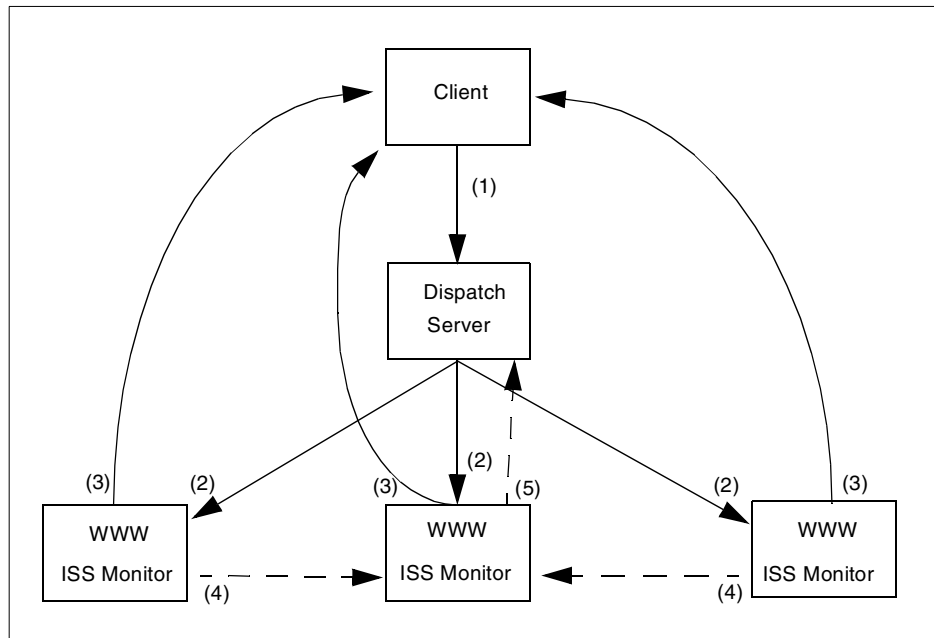 Client
(1)
Dispatch
Server
(2)
(3)
(2)
(3)
(5)
(2)
(3)
WWW
ISS Monitor
WWW
ISS Monitor
WWW
ISS Monitor
(4)
(4)